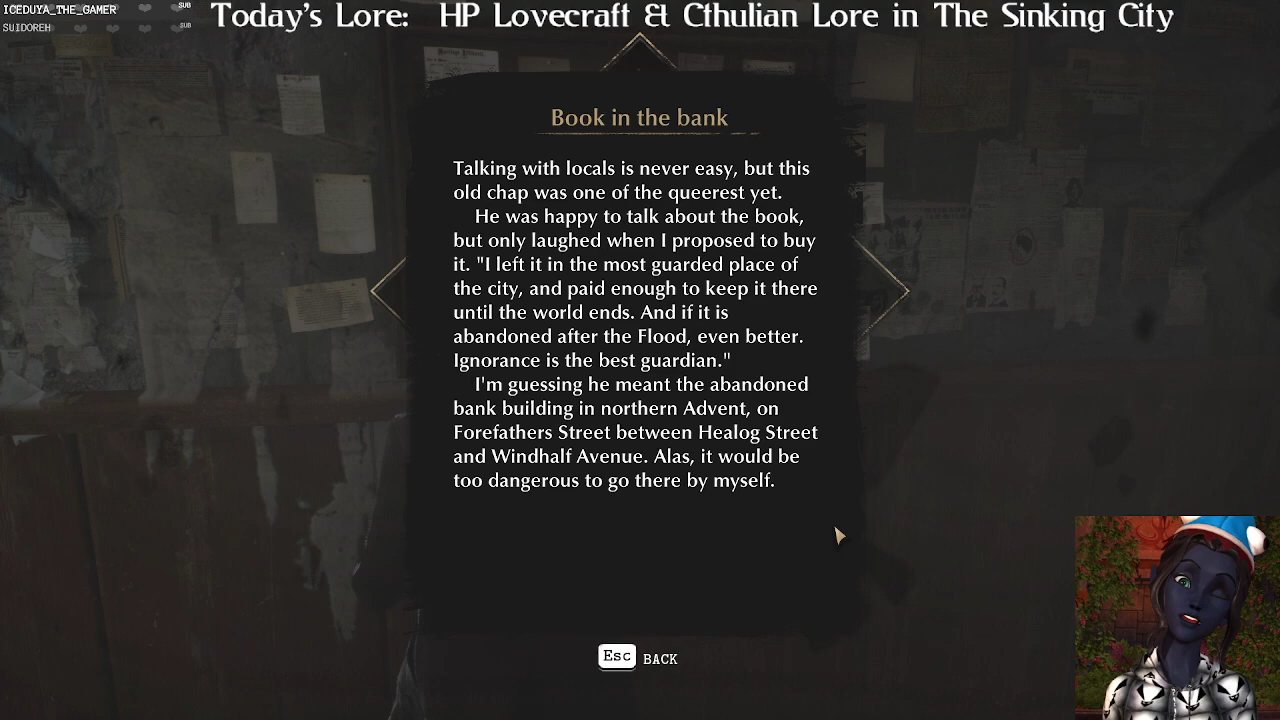 ICEDUYA_THE_GAMER
SUB
SUIDOREH
SUB
Today's Lore: HP Lovecraft & Cthulian Lore in The Sinking City
Book in the bank
Talking with locals is never easy, but this
old chap was one of the queerest yet.
He was happy to talk about the book,
but only laughed when I proposed to buy
it. "I left it in the most guarded place of
the city, and paid enough to keep it there
until the world ends. And if it is
abandoned after the Flood, even better.
Ignorance is the best guardian."
I'm guessing he meant the abandoned
bank building in northern Advent, on
Forefathers Street between Healog Street
and Windhalf Avenue. Alas, it would be
too dangerous to go there by myself.
Esc BACK